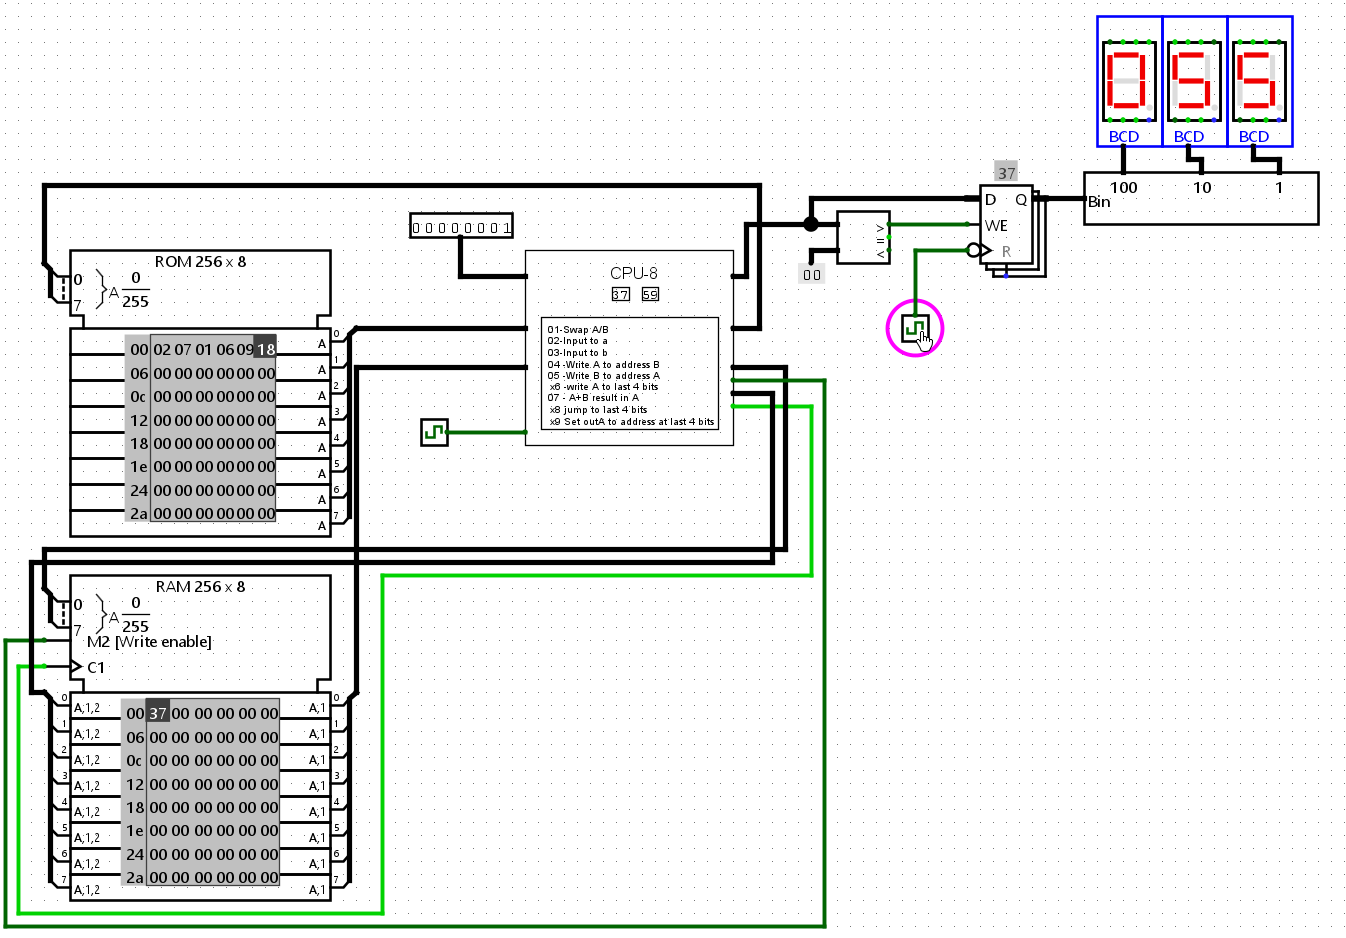 BCD BCD BCD
37
100 10 1
Bin
D Q
WE
R
>
=
<
00
0 0 0 0 0 0 0 1
ROM 256 x 8
0
7
A
0
255
0
1
2
3
4
5
6
7
A
A
A
A
A
A
A
A
00 02 07 01 06 09 18
06 00 00 00 00 00 00
0c 00 00 00 00 00 00
12 00 00 00 00 00 00
18 00 00 00 00 00 00
1e 00 00 00 00 00 00
24 00 00 00 00 00 00
2a 00 00 00 00 00 00
CPU-8
37 59
01-Swap A/B
02-Input to a
03-Input to b
04 -Write A to address B
05 -Write B to address A
x6 -write A to last 4 bits
07 - A+B result in A
x8 jump to last 4 bits
x9 Set outA to address at last 4 bits
RAM 256 x 8
0
7
A
0
255
M2 [Write enable]
C1
0 A,1,2
1 A,1,2
2 A,1,2
3 A,1,2
4 A,1,2
5 A,1,2
6 A,1,2
7 A,1,2
00 37 00 00 00 00 00
06 00 00 00 00 00 00
0c 00 00 00 00 00 00
12 00 00 00 00 00 00
18 00 00 00 00 00 00
1e 00 00 00 00 00 00
24 00 00 00 00 00 00
2a 00 00 00 00 00 00
A,1 0
A,1 1
A,1 2
A,1 3
A,1 4
A,1 5
A,1 6
A,1 7
055